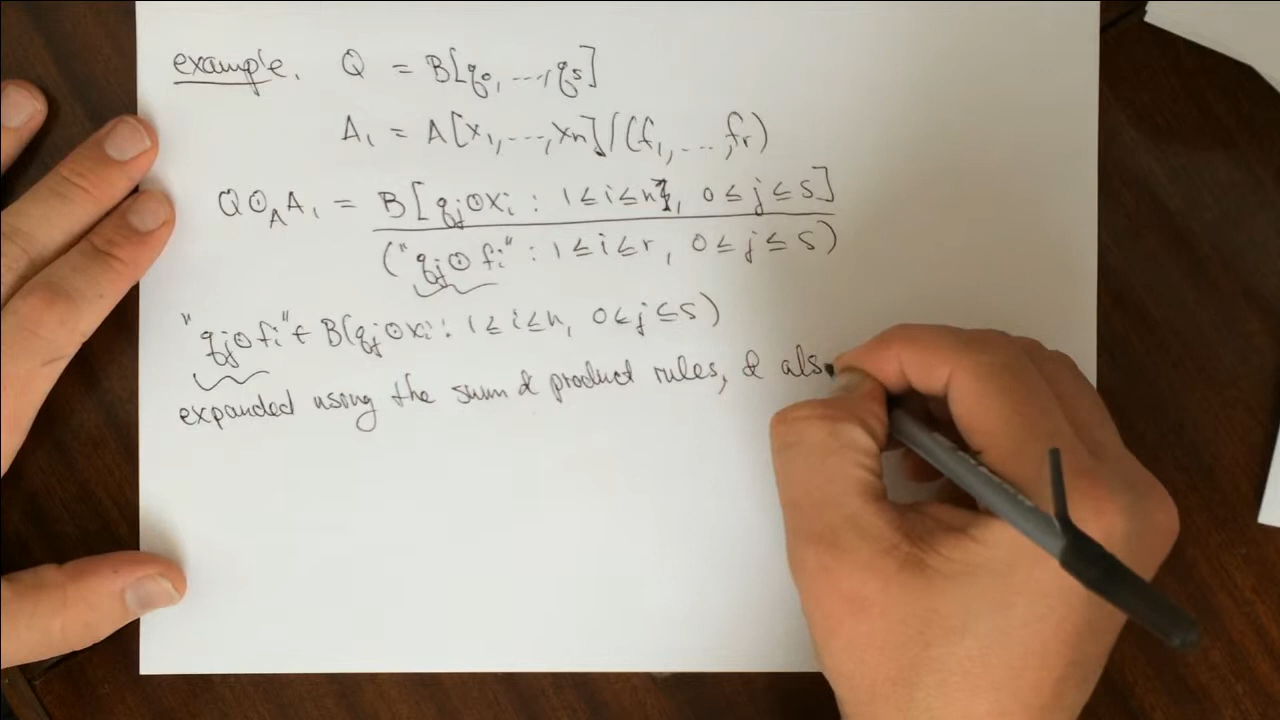 example. Q = B[q₀, ..., qₛ]
A₁ = A[x₁, ..., xₙ]/(f₁, ..., fᵣ)
Q⊙_A A₁ = B[qⱼ⊙xᵢ : 1≤i≤n, 0≤j≤s]
("qⱼ⊙fᵢ" : 1≤i≤r, 0≤j≤s)
"qⱼ⊙fᵢ" ∈ B[qⱼ⊙xᵢ : 1≤i≤n, 0≤j≤s]
expanded using the sum & product rules, & also